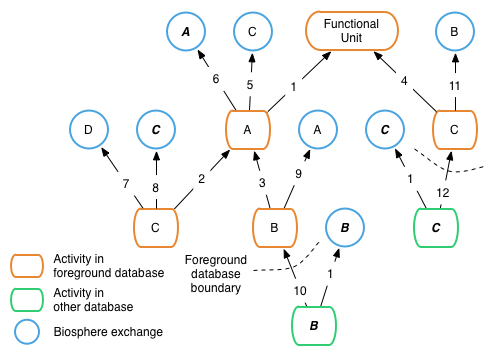 A
C
Functional
Unit
B
6
5
1
4
11
D
C
A
A
C
C
7
8
2
3
9
1
12
C
B
Foreground
database
boundary
B
C
10
1
B
Activity in
foreground database
Activity in
other database
Biosphere exchange